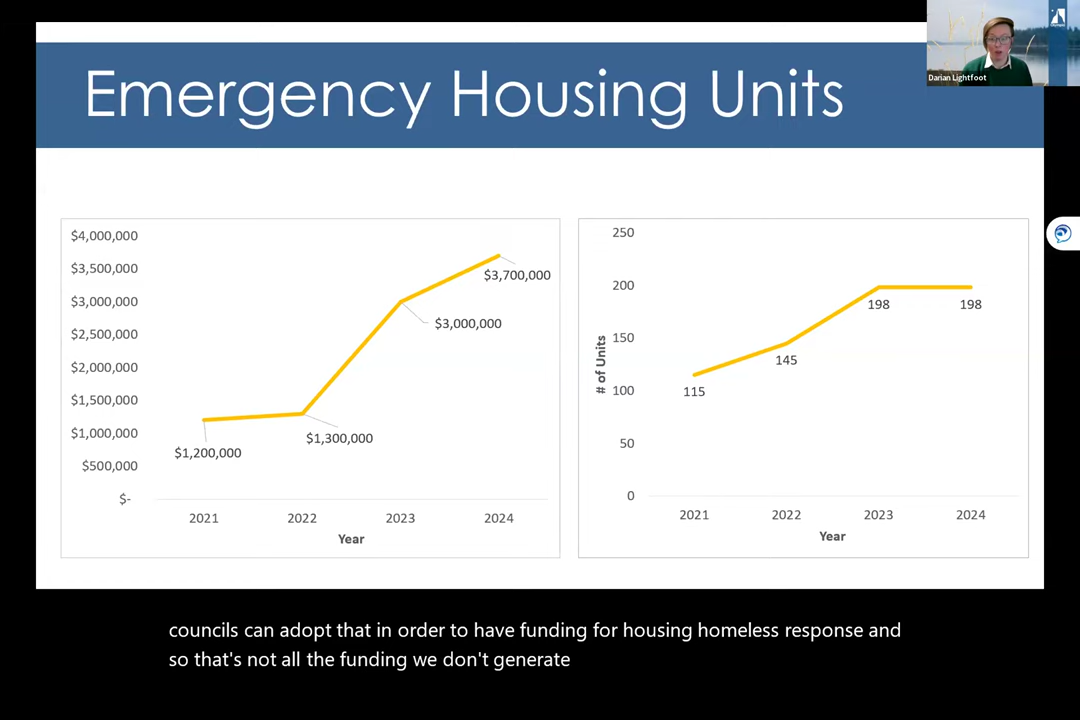 Emergency Housing Units
Darian Lightfoot
$4,000,000
$3,500,000
$3,000,000
$2,500,000
$2,000,000
$1,500,000
$1,000,000
$500,000
$-
$1,200,000
$1,300,000
$3,000,000
$3,700,000
2021 2022 2023 2024
Year
# of Units
250
200
150
100
50
0
115
145
198
198
2021 2022 2023 2024
Year
councils can adopt that in order to have funding for housing homeless response and
so that's not all the funding we don't generate